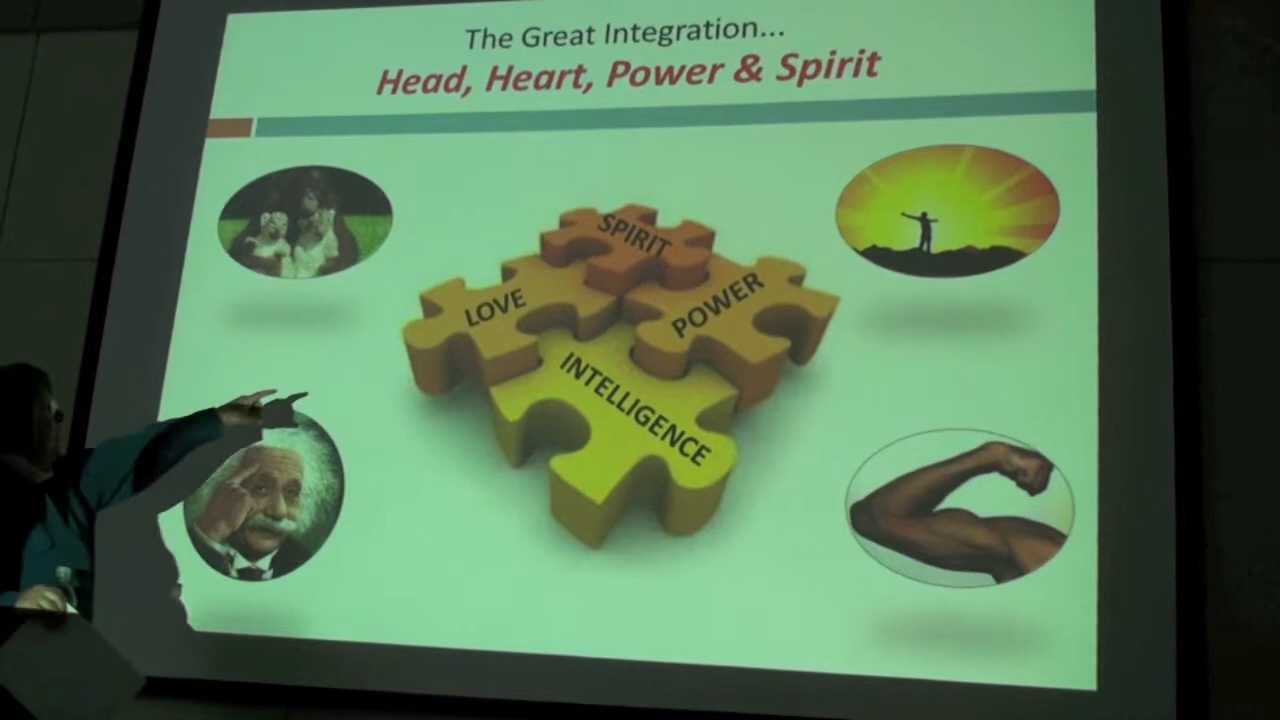 The Great Integration...
Head, Heart, Power & Spirit
SPIRIT
LOVE
POWER
INTELLIGENCE